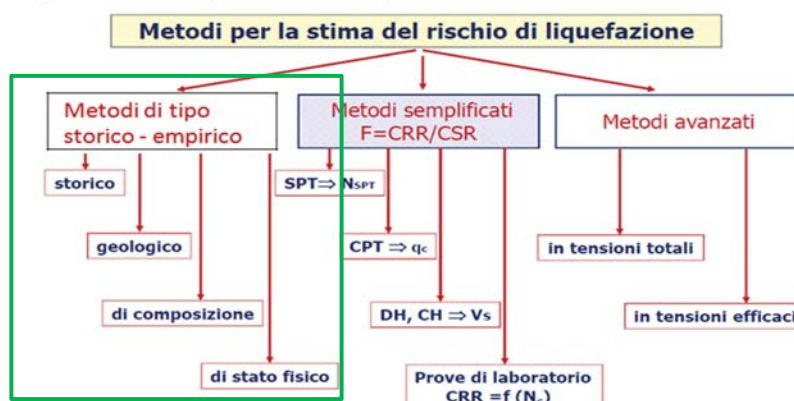 Metodi per la stima del rischio di liquefazione
Metodi di tipo
storico - empirico
storico
geologico
di composizione
di stato fisico
Metodi semplificati
F=CRR/CSR
SPT⇒ NSPT
CPT ⇒ qc
DH, CH ⇒ VS
Prove di laboratorio
CRR =f (Nc)
Metodi avanzati
in tensioni totali
in tensioni efficaci